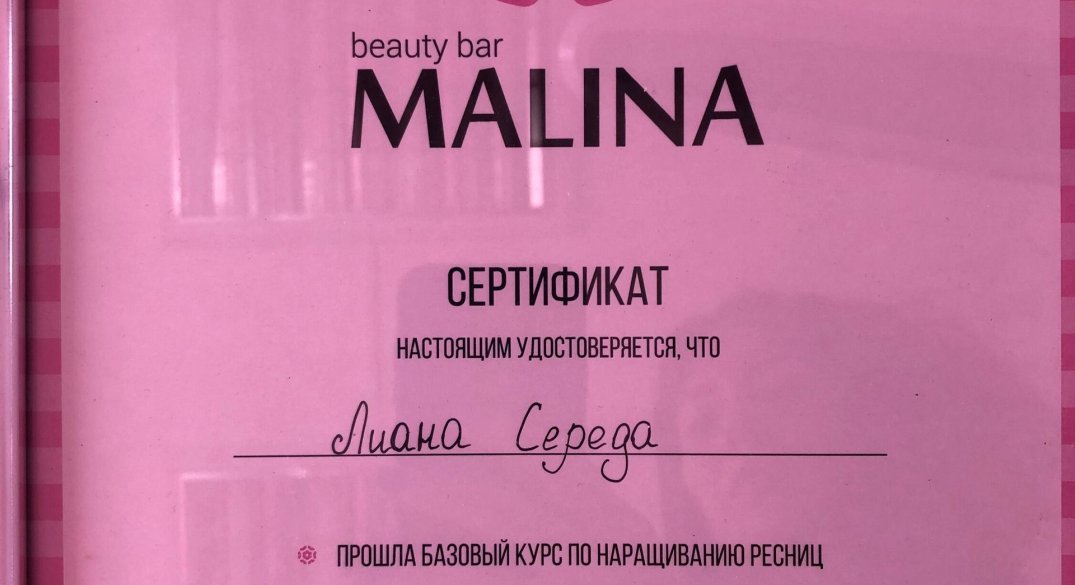 beauty bar
MALINA
СЕРТИФИКАТ
НАСТОЯЩИМ УДОСТОВЕРЯЕТСЯ, ЧТО
Лиана Середа
ПРОШЛА БАЗОВЫЙ КУРС ПО НАРАЩИВАНИЮ РЕСНИЦ